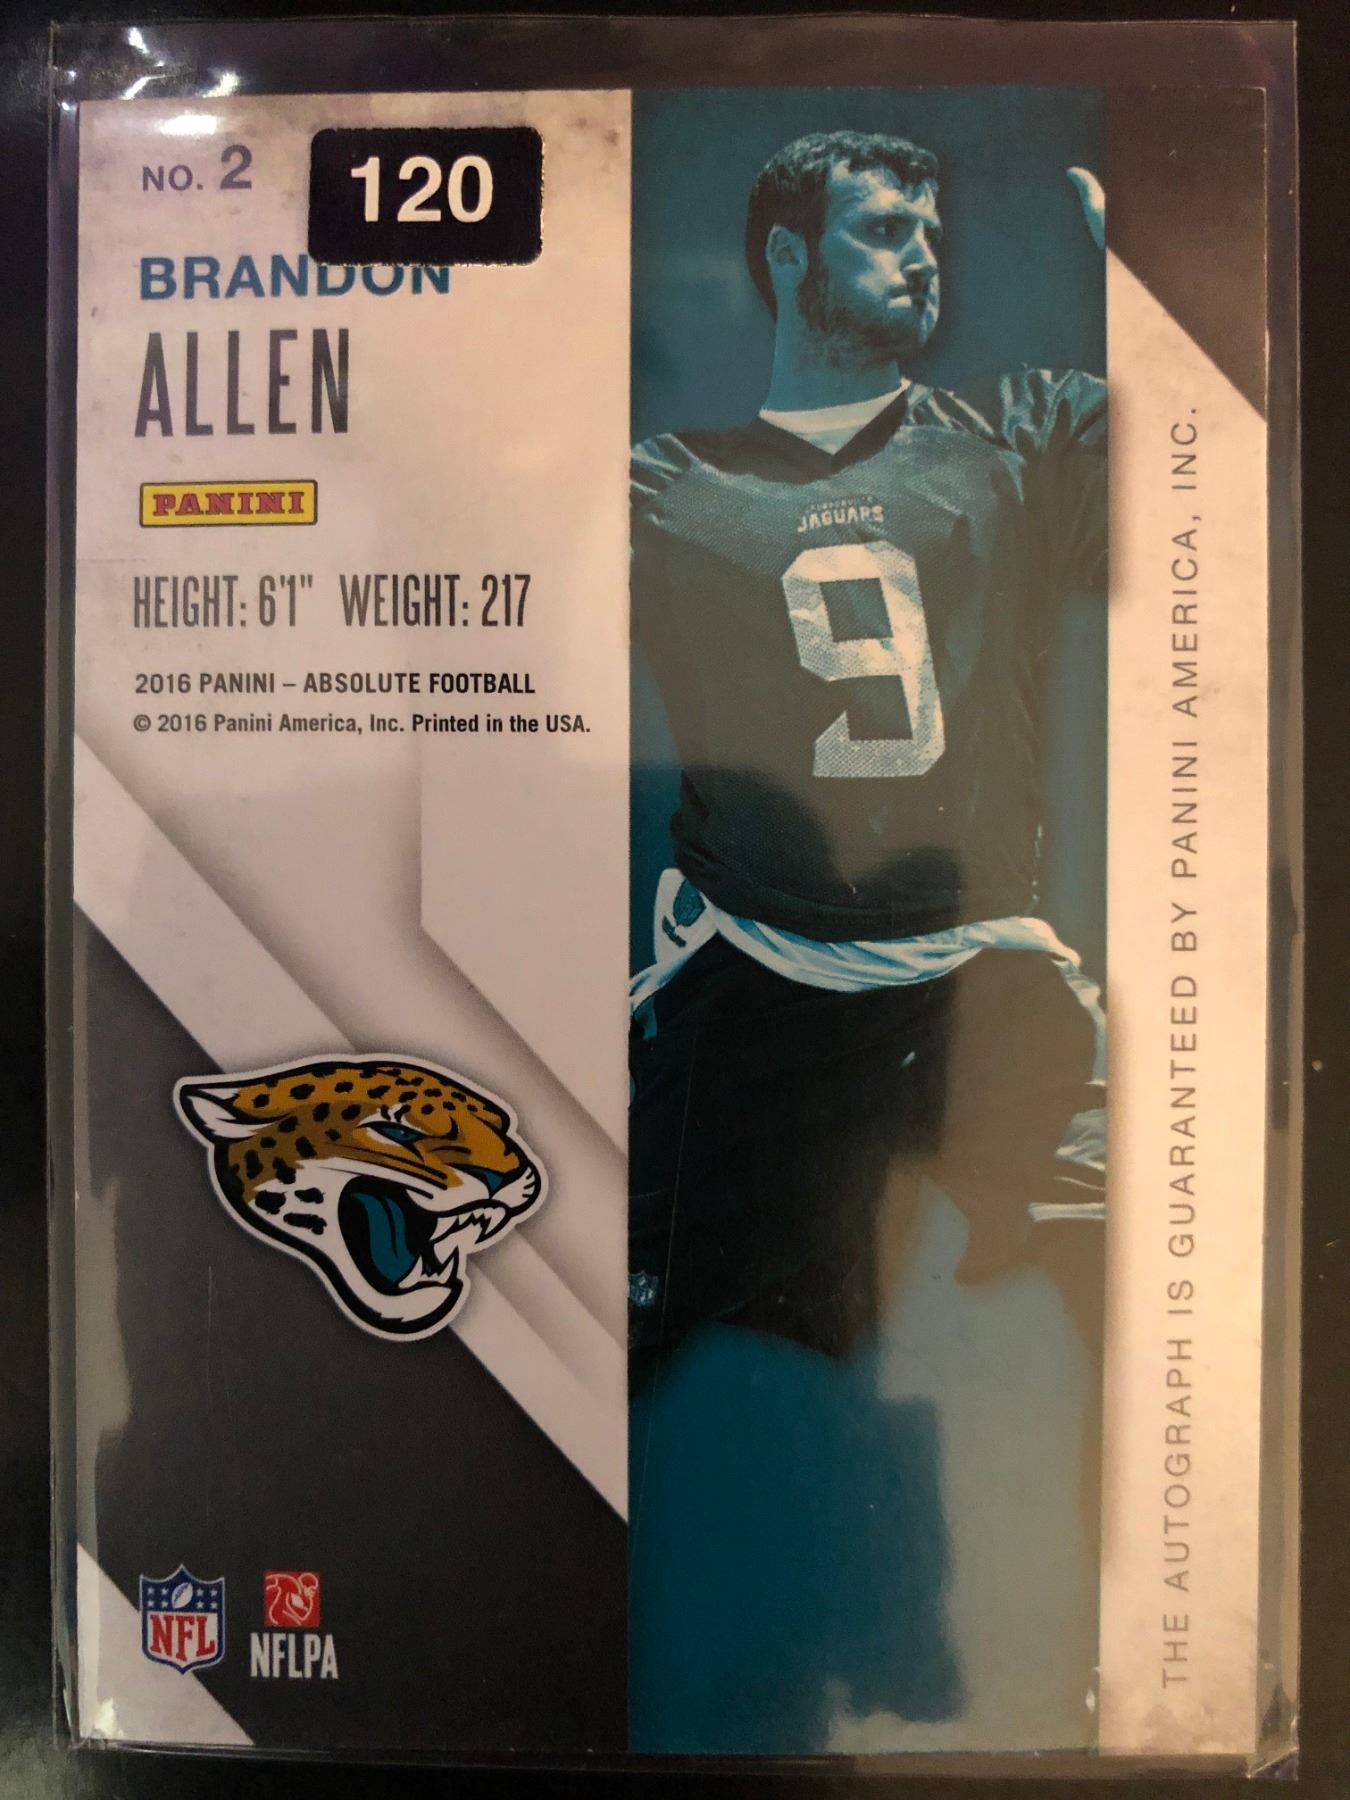 NO. 2
120
BRANDON
ALLEN
PANINI
HEIGHT: 6'1" WEIGHT: 217
2016 PANINI – ABSOLUTE FOOTBALL
© 2016 Panini America, Inc. Printed in the USA.
JAGUARS
9
NFL
NFLPA
THE AUTOGRAPH IS GUARANTEED BY PANINI AMERICA, INC.